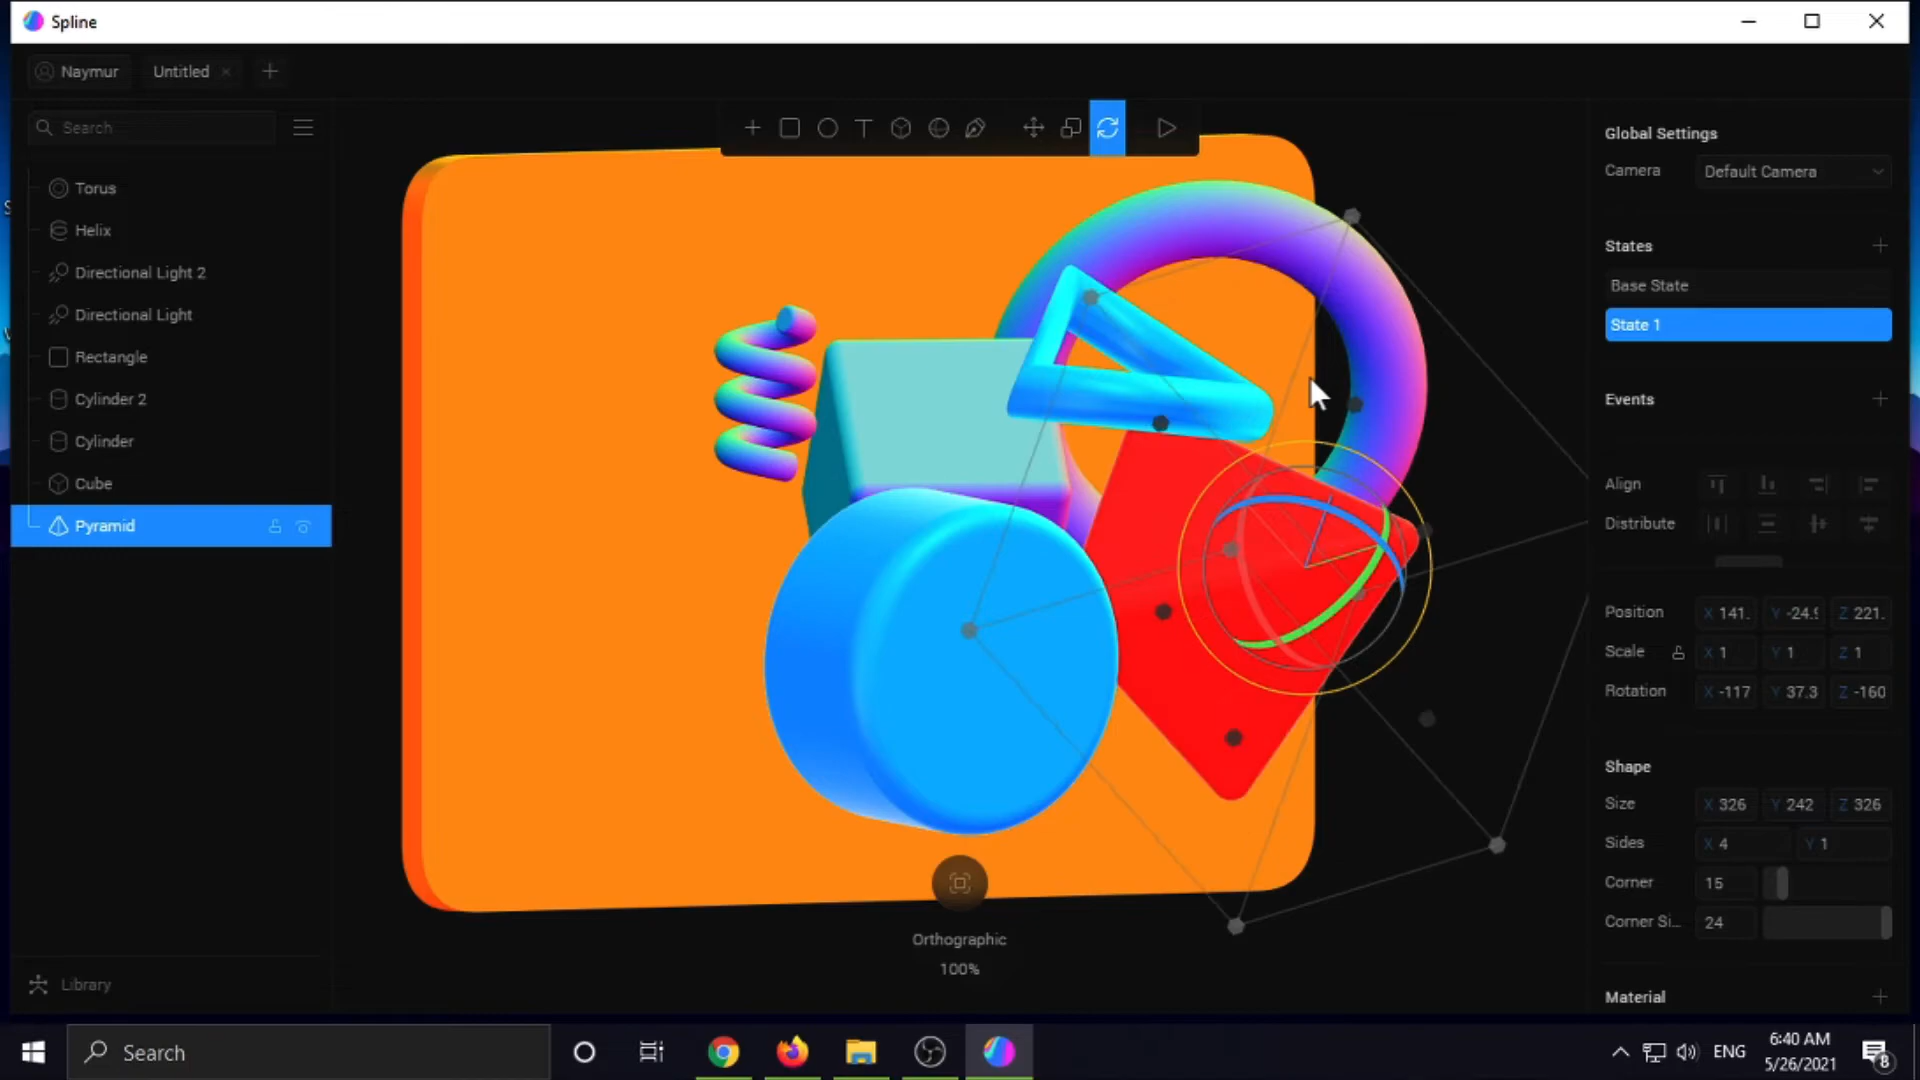 Spline
Naymur
Untitled
Search
Torus
Helix
Directional Light 2
Directional Light
Rectangle
Cylinder 2
Cylinder
Cube
Pyramid
Library
Orthographic
100%
Global Settings
Camera Default Camera
States
Base State
State 1
Events
Align
Distribute
Position X 141. Y -24.9 Z 221.
Scale X 1 Y 1 Z 1
Rotation X -117 Y 37.3 Z -160
Shape
Size X 326 Y 242 Z 326
Sides X 4 Y 1
Corner 15
Corner Si... 24
Material
Search
ENG
6:40 AM
5/26/2021
8